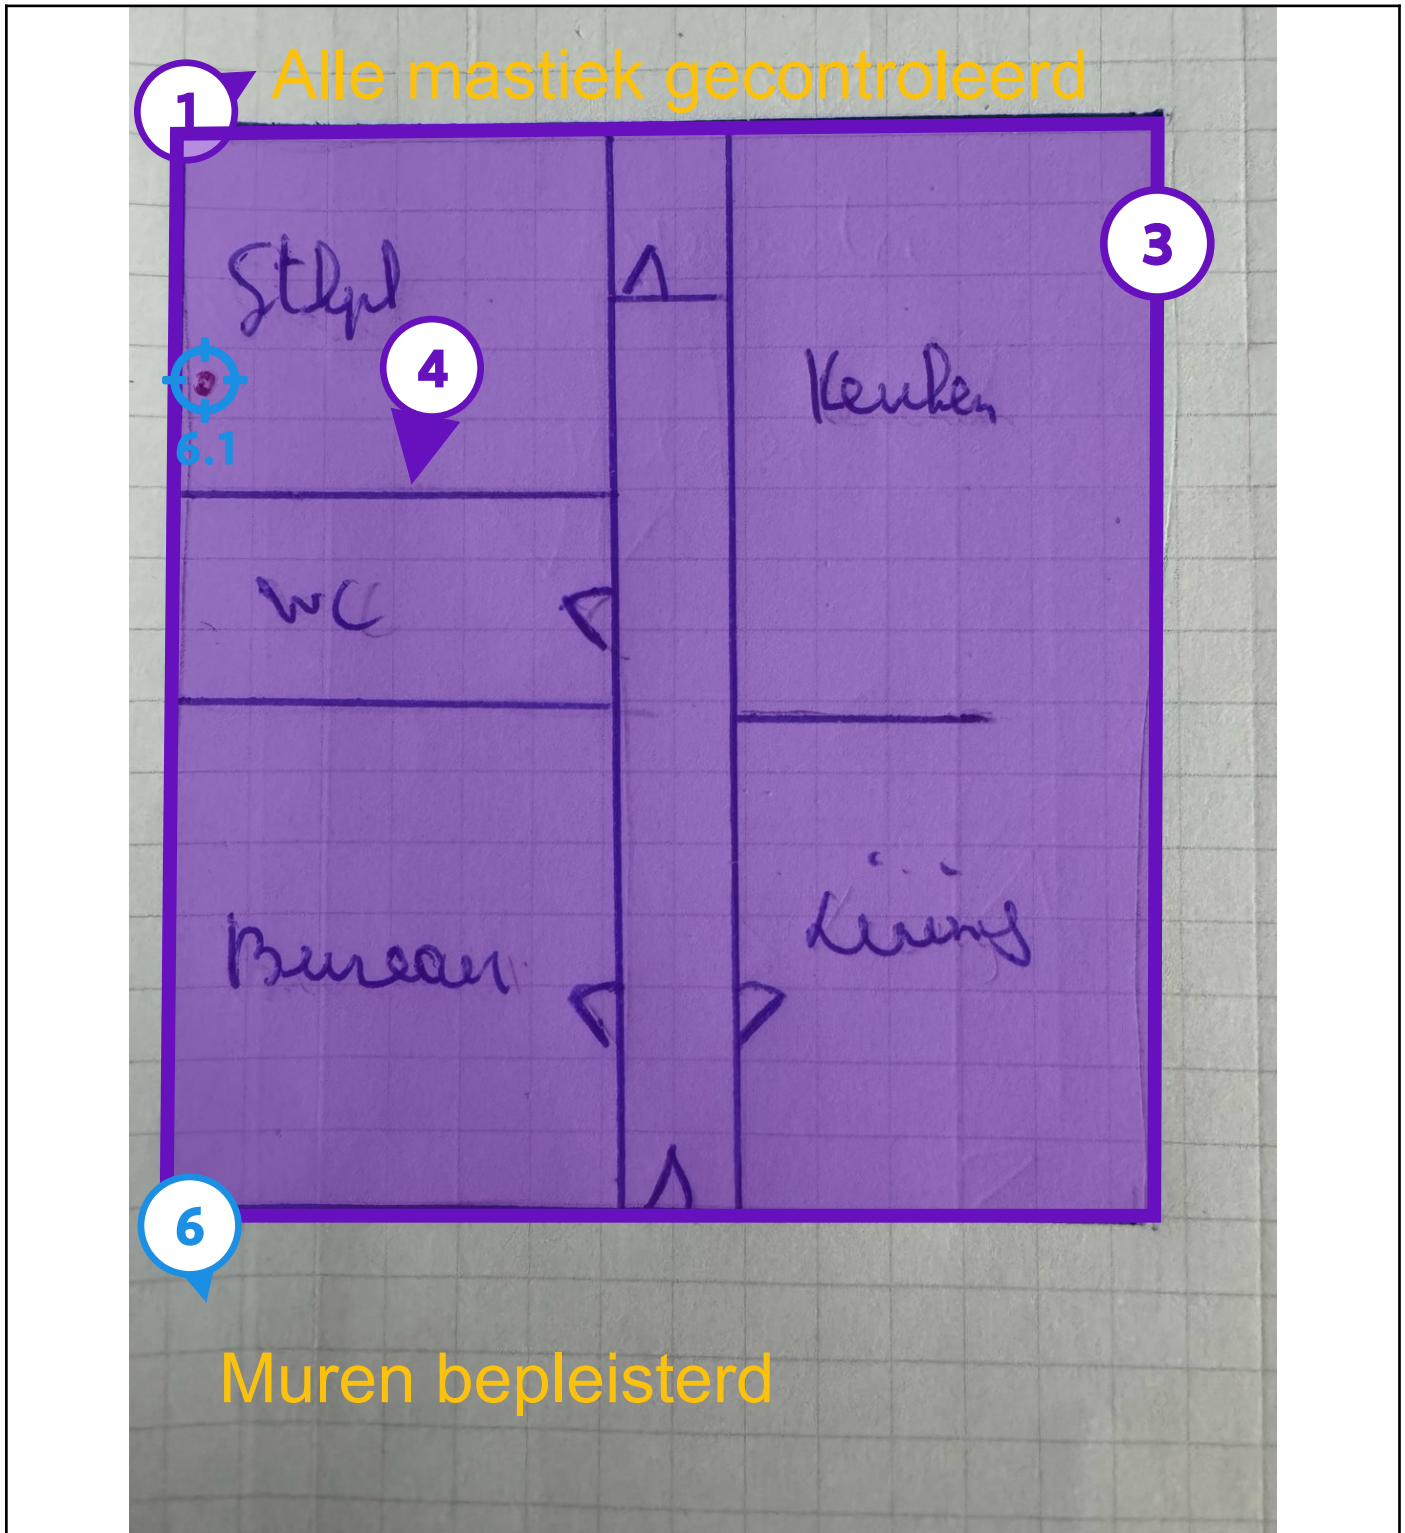 Alle mastiek gecontroleerd
1
3
Stlpl
4
Keuken
6.1
WC
Living
Bureau
6
Muren bepleisterd